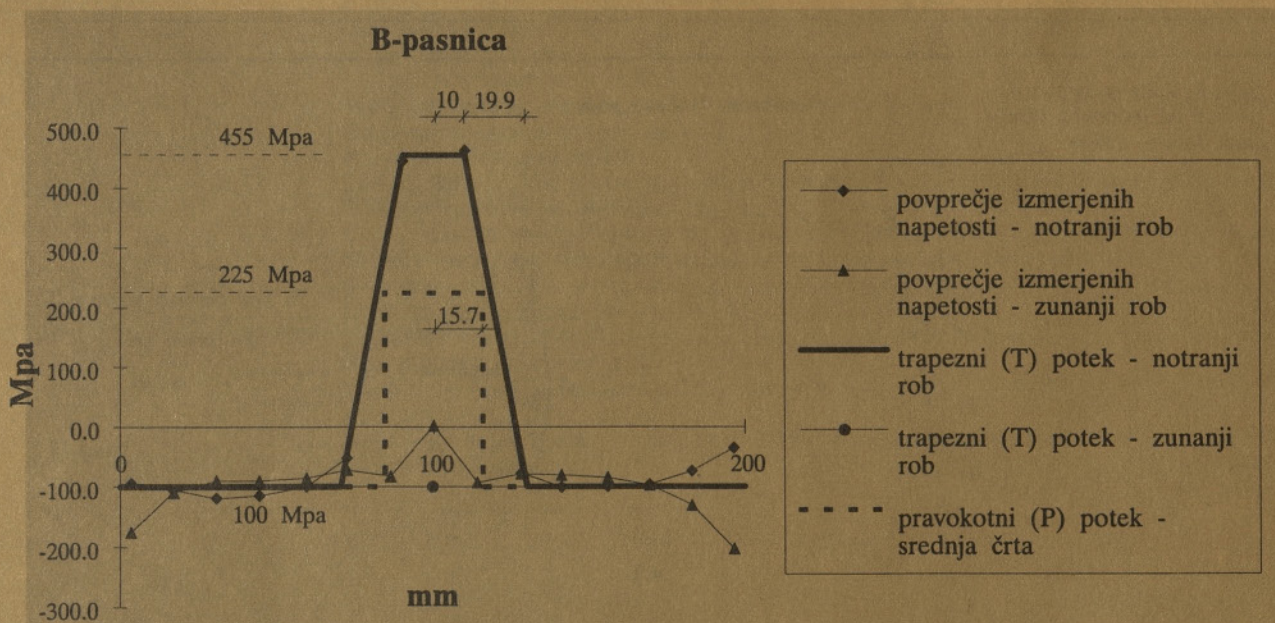 B-pasnica
10 19.9
500.0
455 Mpa
400.0
300.0
225 Mpa
200.0
15.7
100.0
0.0
0
100
200
-100.0
100 Mpa
-200.0
-300.0
Mpa
mm
povprečje izmerjenih
napetosti - notranji rob
povprečje izmerjenih
napetosti - zunanji rob
trapezni (T) potek - notranji
rob
trapezni (T) potek - zunanji
rob
pravokotni (P) potek -
srednja črta